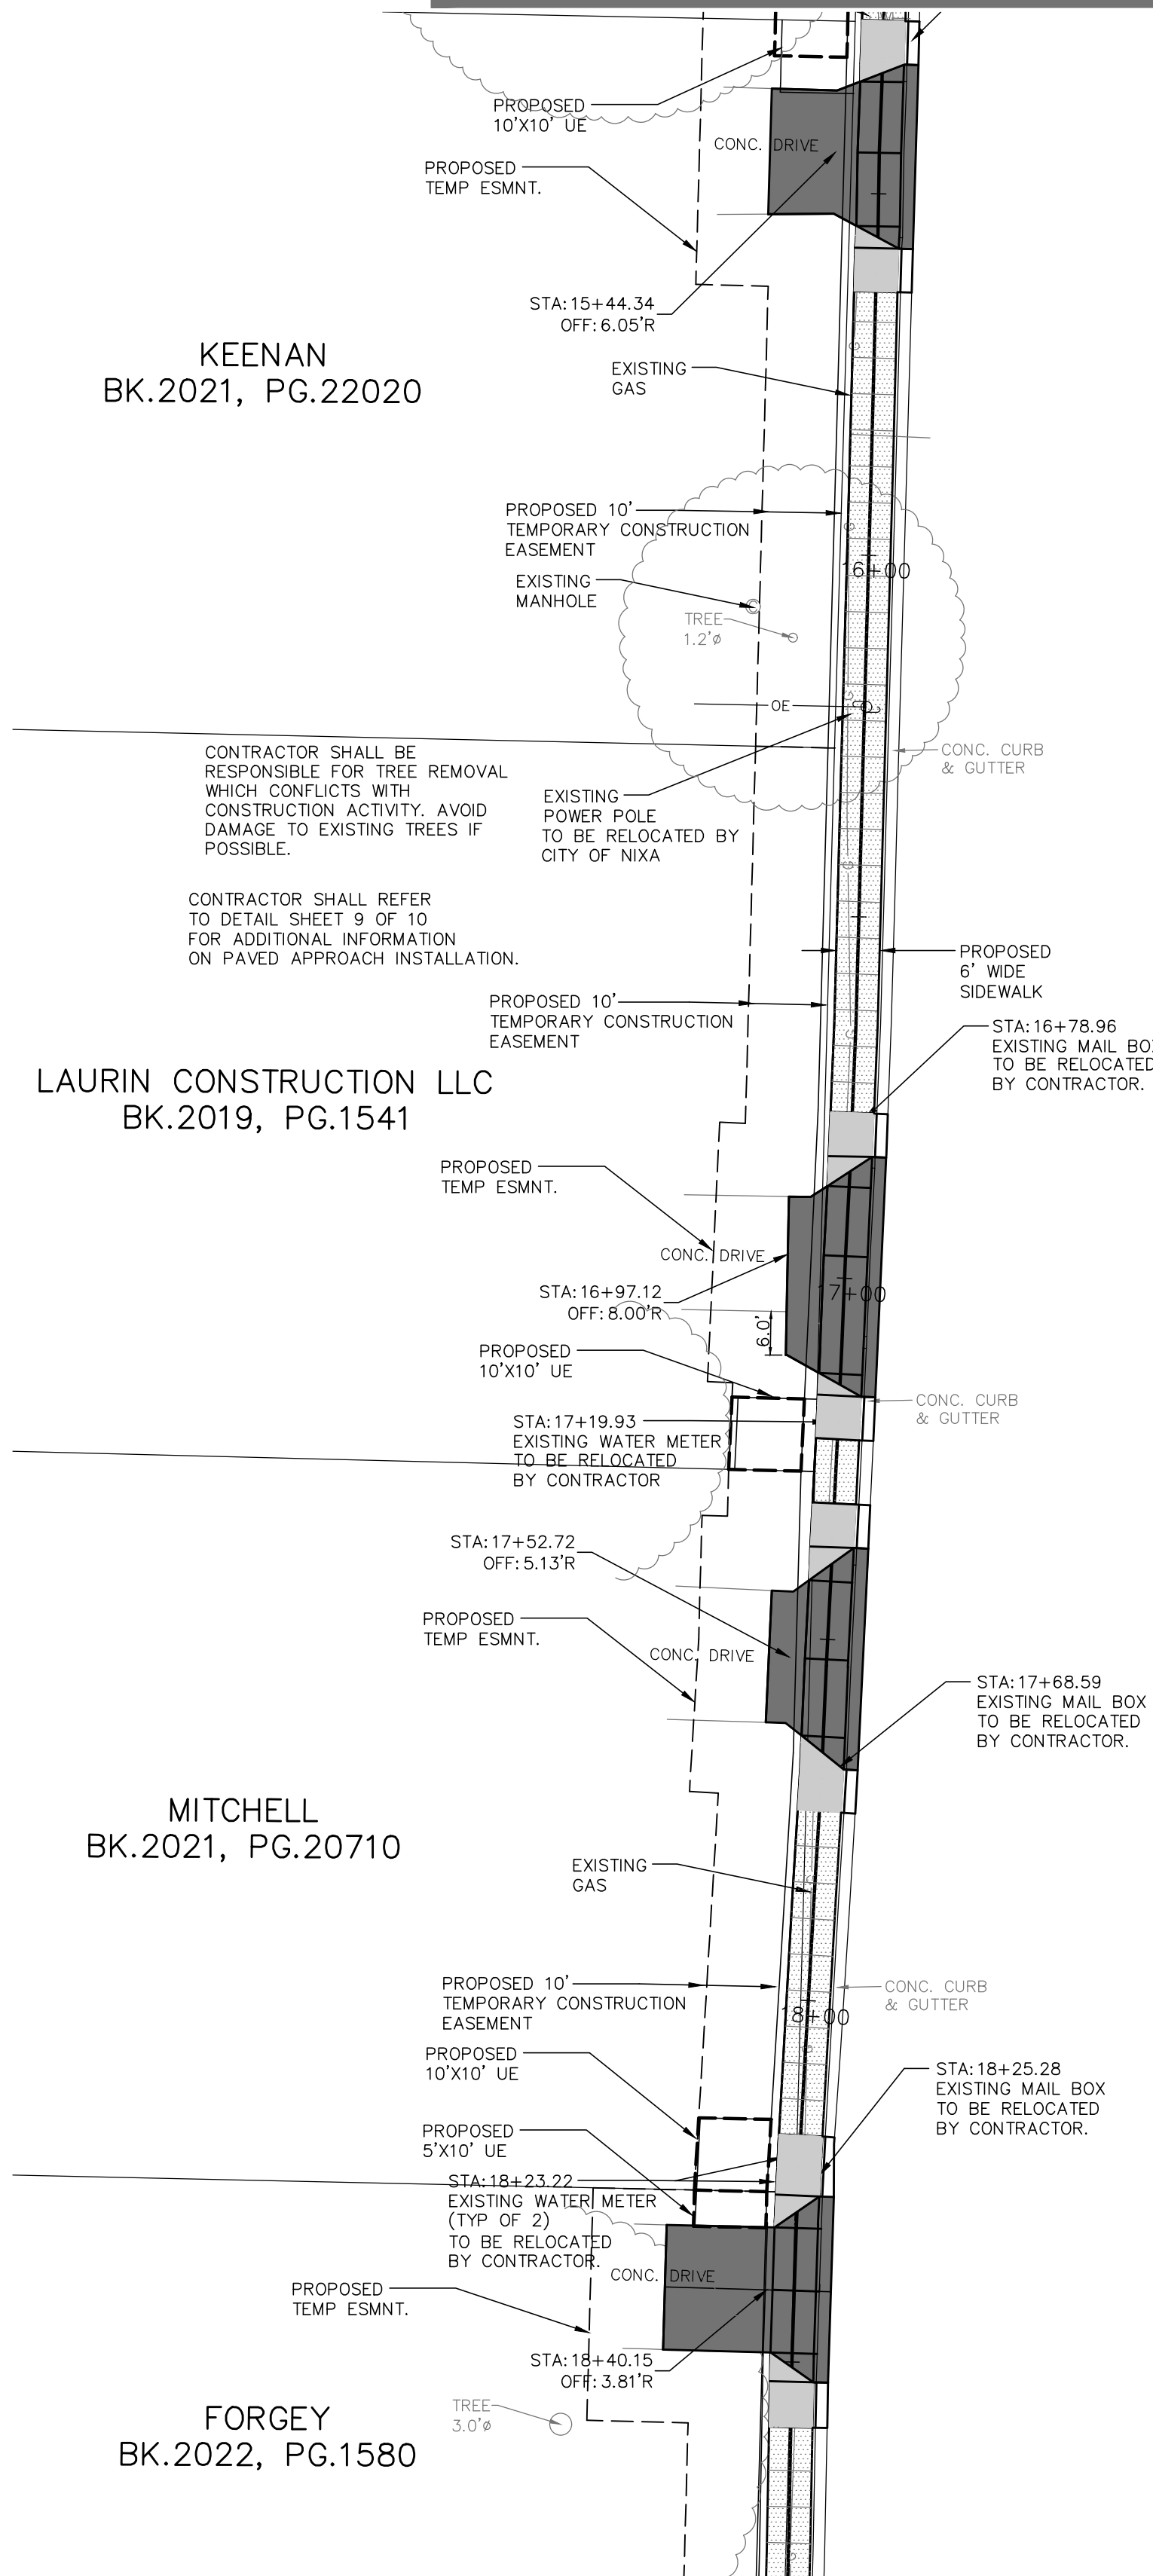 PROPOSED
10'X10' UE
CONC. DRIVE
PROPOSED
TEMP ESMNT.
STA:15+44.34
OFF:6.05'R
KEENAN
BK.2021, PG.22020
EXISTING
GAS
G
PROPOSED 10'
TEMPORARY CONSTRUCTION
EASEMENT
G
16+00
EXISTING
MANHOLE
TREE
1.2'ø
OE
CONC. CURB
& GUTTER
CONTRACTOR SHALL BE
RESPONSIBLE FOR TREE REMOVAL
WHICH CONFLICTS WITH
CONSTRUCTION ACTIVITY. AVOID
DAMAGE TO EXISTING TREES IF
POSSIBLE.
EXISTING
POWER POLE
TO BE RELOCATED BY
CITY OF NIXA
G
CONTRACTOR SHALL REFER
TO DETAIL SHEET 9 OF 10
FOR ADDITIONAL INFORMATION
ON PAVED APPROACH INSTALLATION.
PROPOSED
6' WIDE
SIDEWALK
PROPOSED 10'
TEMPORARY CONSTRUCTION
EASEMENT
G
STA:16+78.96
EXISTING MAIL BOX
TO BE RELOCATED
BY CONTRACTOR.
LAURIN CONSTRUCTION LLC
BK.2019, PG.1541
PROPOSED
TEMP ESMNT.
CONC. DRIVE
STA:16+97.12
OFF:8.00'R
17+00
6.0'
PROPOSED
10'X10' UE
CONC. CURB
& GUTTER
STA:17+19.93
EXISTING WATER METER
TO BE RELOCATED
BY CONTRACTOR
STA:17+52.72
OFF:5.13'R
PROPOSED
TEMP ESMNT.
CONC. DRIVE
STA:17+68.59
EXISTING MAIL BOX
TO BE RELOCATED
BY CONTRACTOR.
MITCHELL
BK.2021, PG.20710
EXISTING
GAS
G
PROPOSED 10'
TEMPORARY CONSTRUCTION
EASEMENT
CONC. CURB
& GUTTER
18+00
G
PROPOSED
10'X10' UE
STA:18+25.28
EXISTING MAIL BOX
TO BE RELOCATED
BY CONTRACTOR.
PROPOSED
5'X10' UE
STA:18+23.22
EXISTING WATER METER
(TYP OF 2)
TO BE RELOCATED
BY CONTRACTOR.
CONC. DRIVE
PROPOSED
TEMP ESMNT.
STA:18+40.15
OFF:3.81'R
FORGEY
BK.2022, PG.1580
TREE
3.0'ø
G